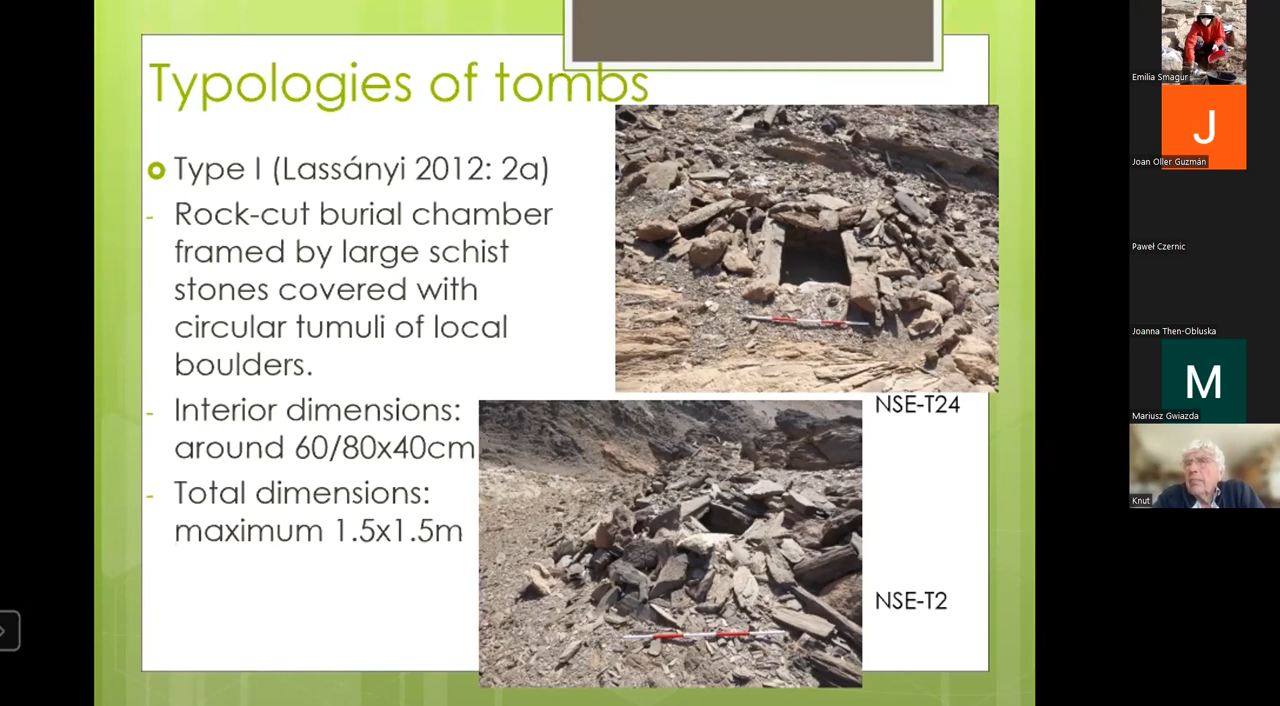 Typologies of tombs
Type I (Lassányi 2012: 2a)
- Rock-cut burial chamber
framed by large schist
stones covered with
circular tumuli of local
boulders.
- Interior dimensions:
around 60/80x40cm
- Total dimensions:
maximum 1.5x1.5m
NSE-T24
NSE-T2
Emilia Smagur
J
Joan Oller Guzmán
Paweł Czernic
Joanna Then-Obluska
M
Mariusz Gwiazda
Knut